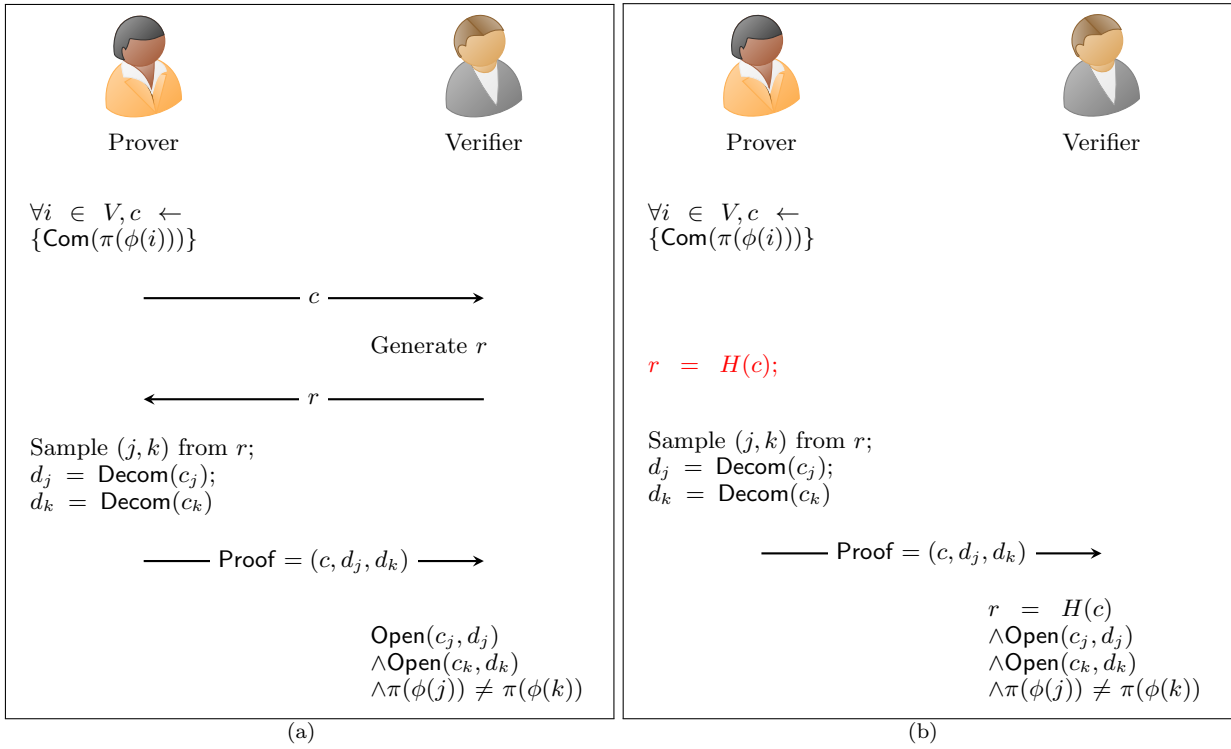 Prover
Verifier
∀i ∈ V, c ←
{Com(π(ϕ(i)))}
c
Generate r
r
Sample (j, k) from r;
d_j = Decom(c_j);
d_k = Decom(c_k)
Proof = (c, d_j, d_k)
Open(c_j, d_j)
∧Open(c_k, d_k)
∧π(ϕ(j)) ≠ π(ϕ(k))
(a)
Prover
Verifier
∀i ∈ V, c ←
{Com(π(ϕ(i)))}
r = H(c);
Sample (j, k) from r;
d_j = Decom(c_j);
d_k = Decom(c_k)
Proof = (c, d_j, d_k)
r = H(c)
∧Open(c_j, d_j)
∧Open(c_k, d_k)
∧π(ϕ(j)) ≠ π(ϕ(k))
(b)